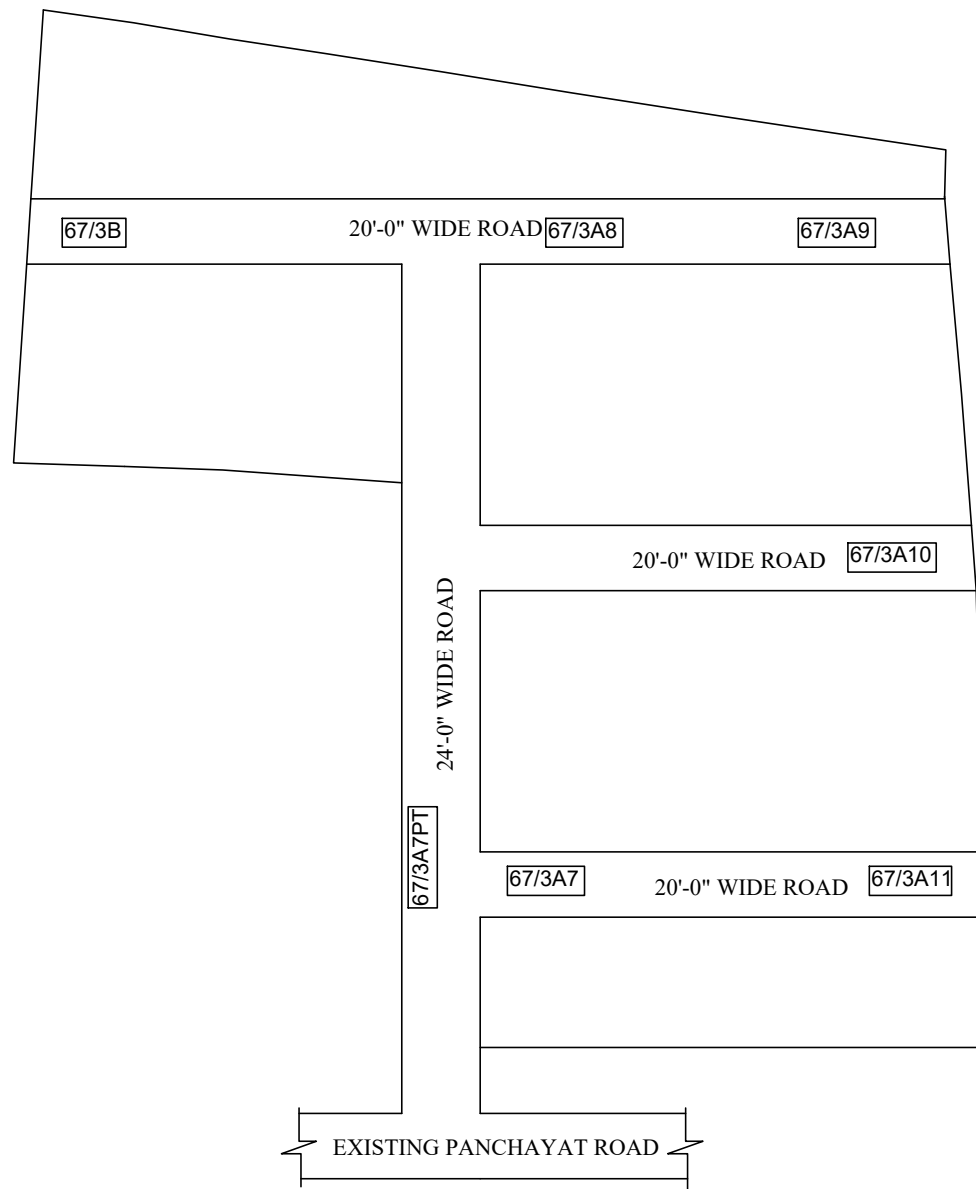 67/3B
20'-0" WIDE ROAD
67/3A8
67/3A9
20'-0" WIDE ROAD
67/3A10
24'-0" WIDE ROAD
67/3A7PT
67/3A7
20'-0" WIDE ROAD
67/3A11
EXISTING PANCHAYAT ROAD